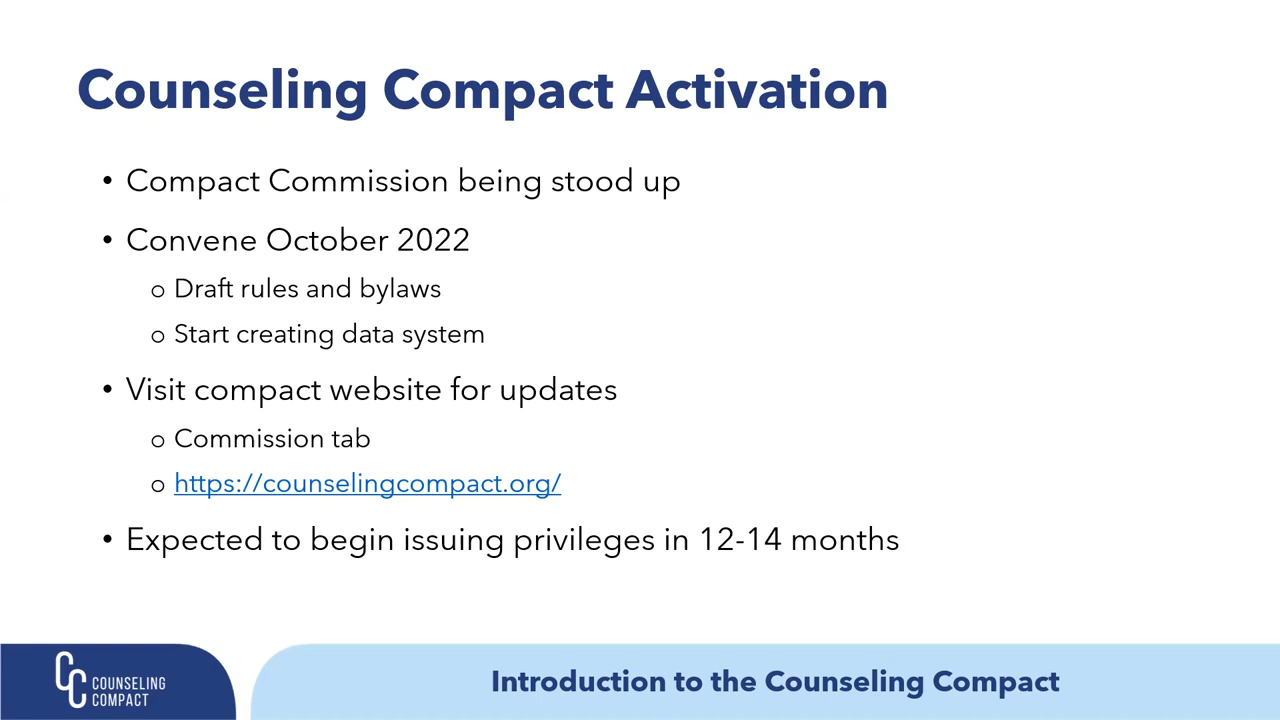 Counseling Compact Activation
• Compact Commission being stood up
• Convene October 2022
o Draft rules and bylaws
o Start creating data system
• Visit compact website for updates
o Commission tab
o https://counselingcompact.org/
• Expected to begin issuing privileges in 12-14 months
CC COUNSELING
COMPACT
Introduction to the Counseling Compact